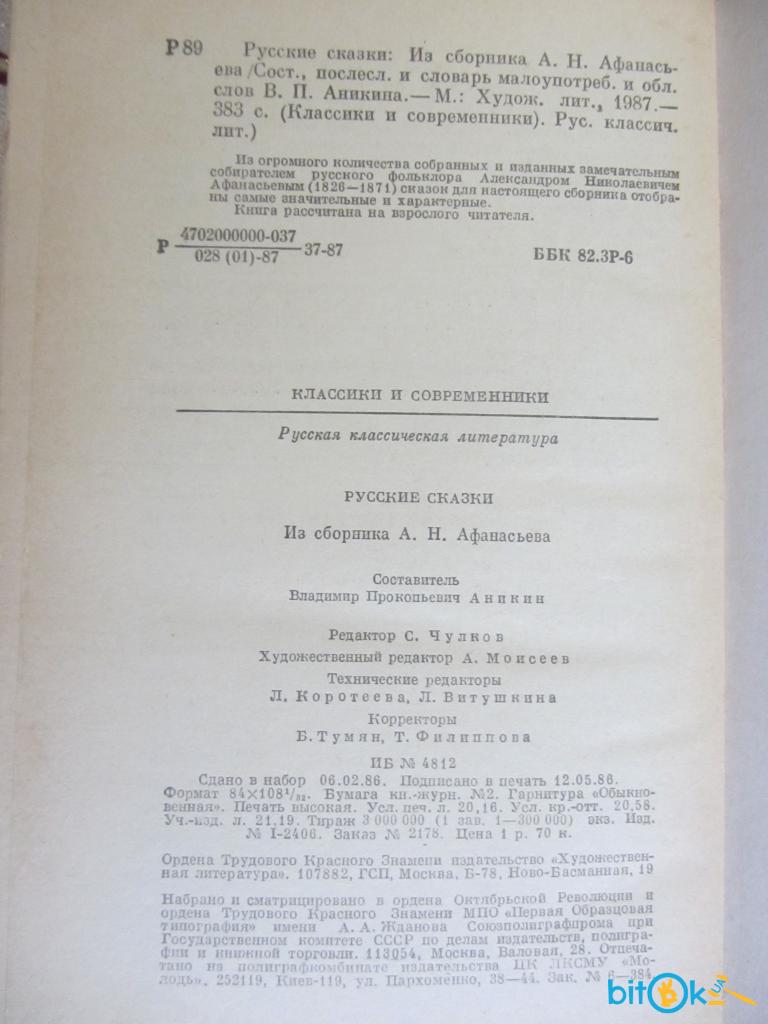 Р89 Русские сказки: Из сборника А. Н. Афанась-
ева /Сост., послесл. и словарь малоупотреб. и обл.
слов В. П. Аникина.— М.: Худож. лит., 1987.—
383 с. (Классики и современники). Рус. классич.
лит.)
Из огромного количества собранных и изданных замечательным
собирателем русского фольклора Александром Николаевичем
Афанасьевым (1826—1871) сказок для настоящего сборника отобра-
ны самые значительные и характерные.
Книга рассчитана на взрослого читателя.
Р 4702000000-037
028 (01)-87 37-87
ББК 82.3Р-6
КЛАССИКИ И СОВРЕМЕННИКИ
Русская классическая литература
РУССКИЕ СКАЗКИ
Из сборника А. Н. Афанасьева
Составитель
Владимир Прокопьевич Аникин
Редактор С. Чулков
Художественный редактор А. Моисеев
Технические редакторы
Л. Коротеева, Л. Витушкина
Корректоры
Б. Тумян, Т. Филиппова
ИБ № 4812
Сдано в набор 06.02.86. Подписано в печать 12.05.86.
Формат 84×108¹/₃₂. Бумага кн.-журн. №2. Гарнитура «Обыкно-
венная». Печать высокая. Усл. печ. л. 20,16. Усл. кр.-отт. 20,58.
Уч.-изд. л. 21,19. Тираж 3 000 000 (1 зав. 1—300 000) экз. Изд.
№ I-2406. Заказ № 2178. Цена 1 р. 70 к.
Ордена Трудового Красного Знамени издательство «Художествен-
ная литература». 107882, ГСП, Москва, Б-78, Ново-Басманная, 19
Набрано и сматрицировано в ордена Октябрьской Революции и
ордена Трудового Красного Знамени МПО «Первая Образцовая
типография» имени А. А. Жданова Союзполиграфпрома при
Государственном комитете СССР по делам издательств, полигра-
фии и книжной торговли. 113054, Москва, Валовая, 28. Отпеча-
тано на полиграфкомбинате издательства ЦК ЛКСМУ «Мо-
лодь». 252119, Киев-119, ул. Пархоменко, 38—44. Зак. № 6—384.
bitok.UA